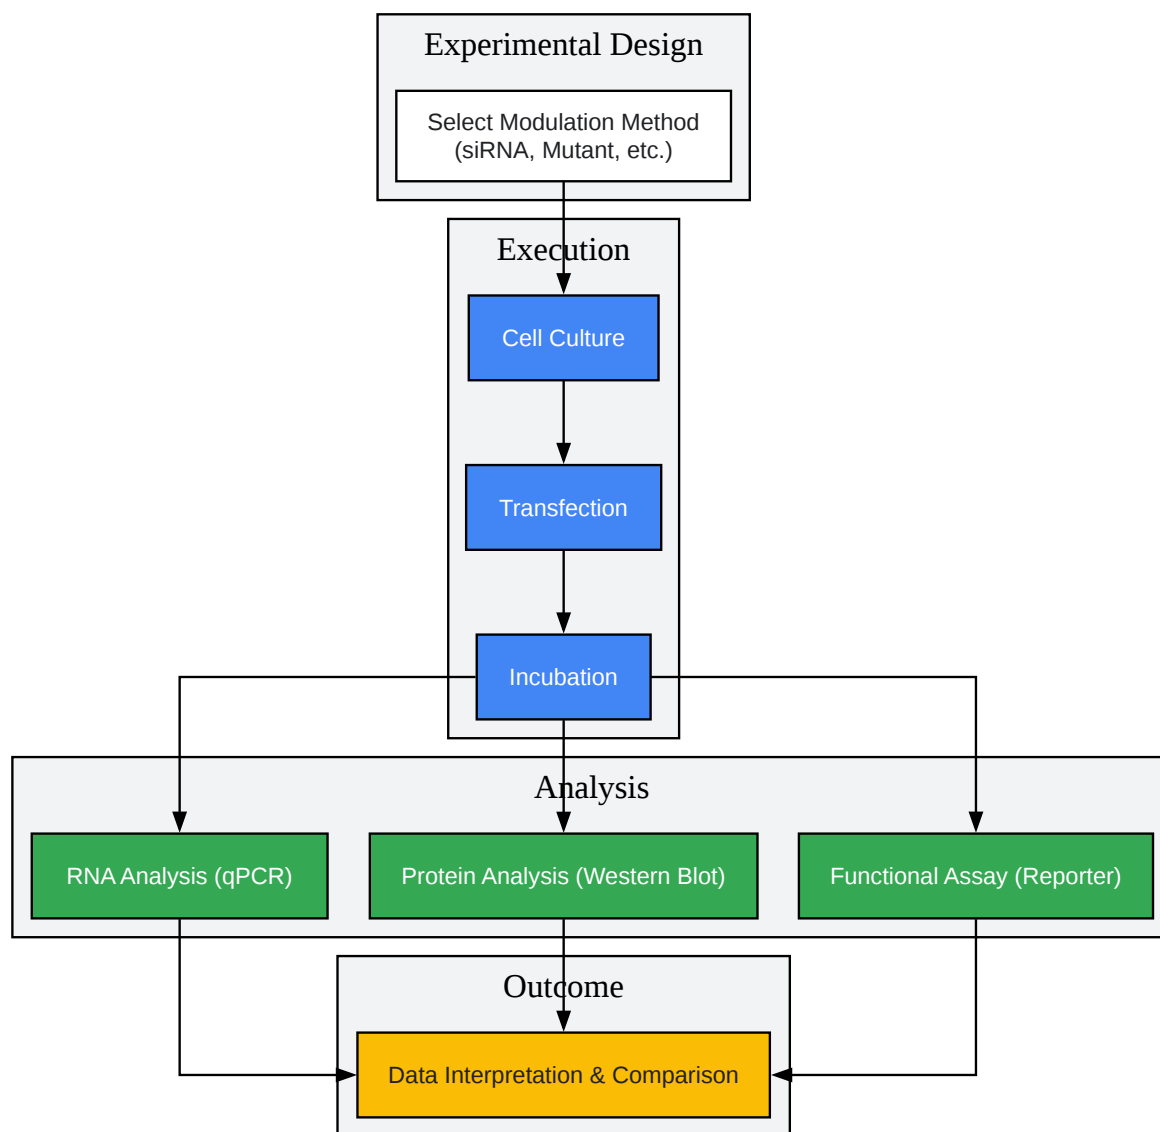 Experimental Design
Select Modulation Method
(siRNA, Mutant, etc.)
Execution
Cell Culture
Transfection
Incubation
Analysis
RNA Analysis (qPCR)
Protein Analysis (Western Blot)
Functional Assay (Reporter)
Outcome
Data Interpretation & Comparison